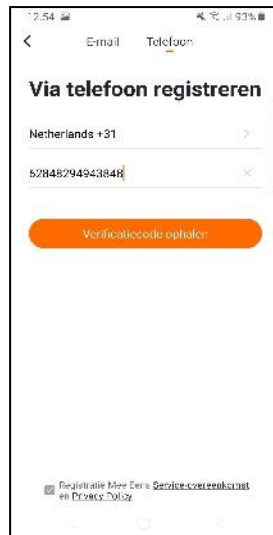 12.54 93%
E-mail Telefoon
Via telefoon registreren
Netherlands +31
62848294943848
Verificatiecode ophalen
Registratie Mee Eens Service-overeenkomst
en Privacy Policy